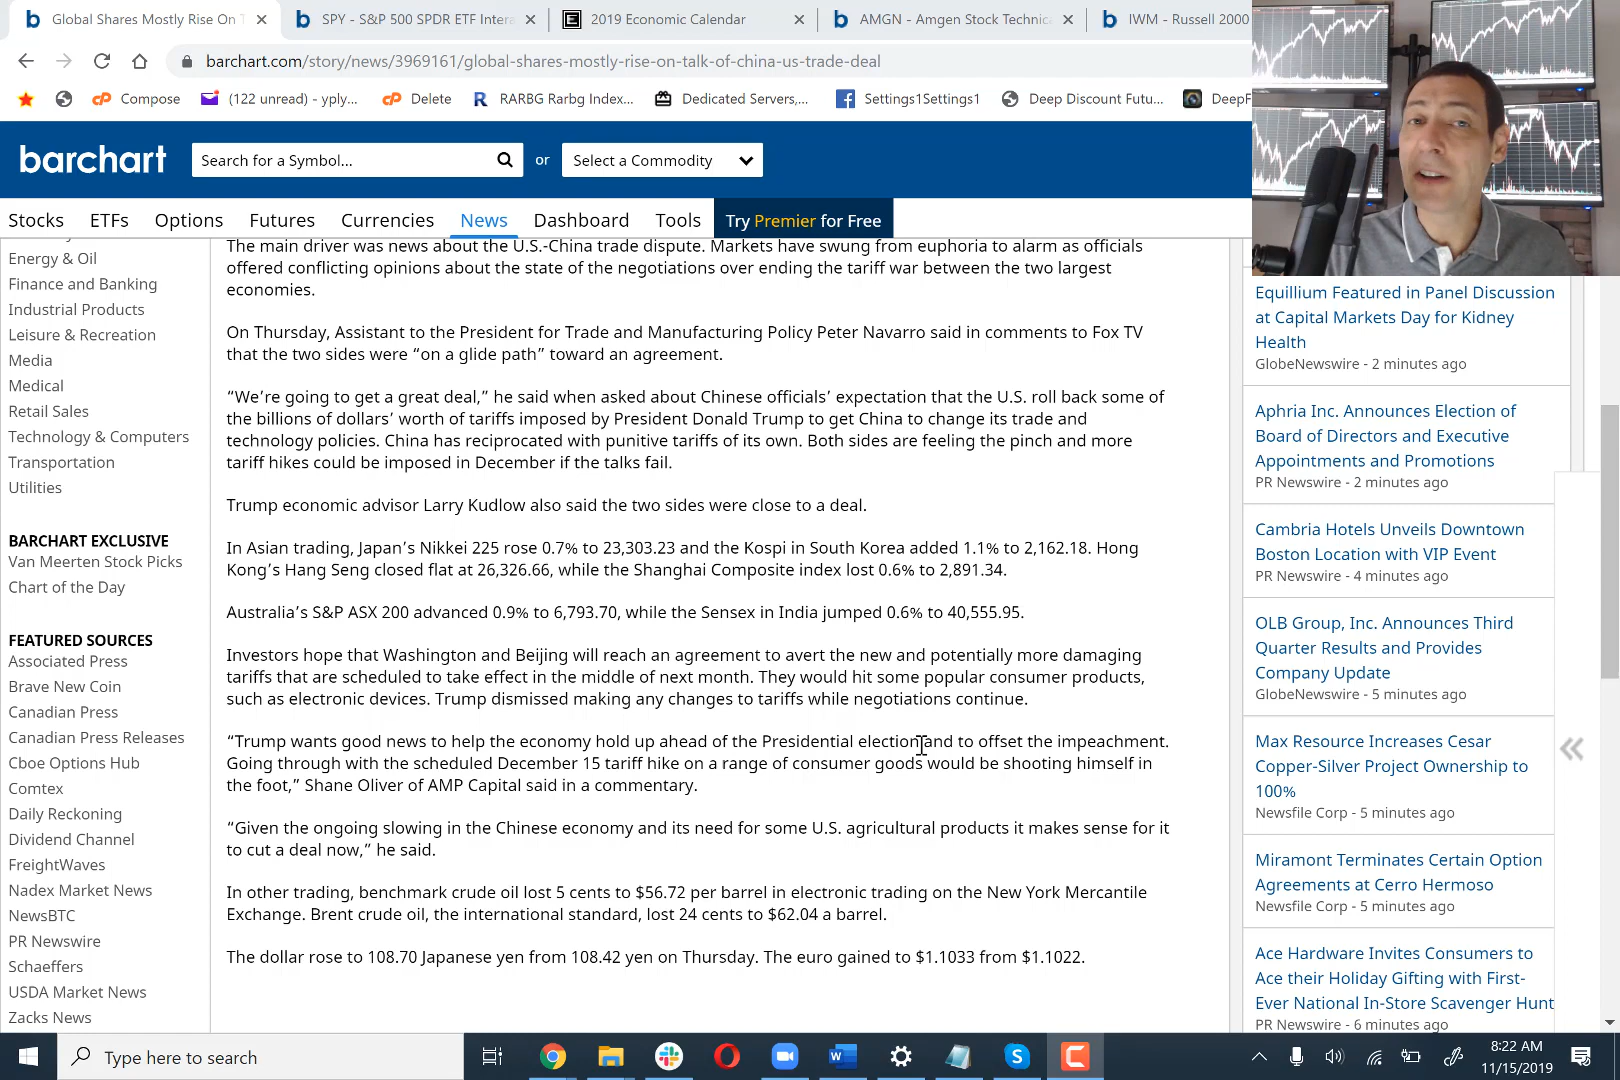 Global Shares Mostly Rise On T
SPY - S&P 500 SPDR ETF Intera
2019 Economic Calendar
AMGN - Amgen Stock Technic
IWM - Russell 2000
barchart.com/story/news/3969161/global-shares-mostly-rise-on-talk-of-china-us-trade-deal
Compose
(122 unread) - yply...
Delete
RARBG Rarbg Index...
Dedicated Servers,...
Settings1Settings1
Deep Discount Futu...
DeepF
barchart
Search for a Symbol...
or
Select a Commodity
Stocks
ETFs
Options
Futures
Currencies
News
Dashboard
Tools
Try Premier for Free
Energy & Oil
Finance and Banking
Industrial Products
Leisure & Recreation
Media
Medical
Retail Sales
Technology & Computers
Transportation
Utilities
BARCHART EXCLUSIVE
Van Meerten Stock Picks
Chart of the Day
FEATURED SOURCES
Associated Press
Brave New Coin
Canadian Press
Canadian Press Releases
Cboe Options Hub
Comtex
Daily Reckoning
Dividend Channel
FreightWaves
Nadex Market News
NewsBTC
PR Newswire
Schaeffers
USDA Market News
Zacks News
The main driver was news about the U.S.-China trade dispute. Markets have swung from euphoria to alarm as officials
offered conflicting opinions about the state of the negotiations over ending the tariff war between the two largest
economies.
On Thursday, Assistant to the President for Trade and Manufacturing Policy Peter Navarro said in comments to Fox TV
that the two sides were “on a glide path” toward an agreement.
“We’re going to get a great deal,” he said when asked about Chinese officials’ expectation that the U.S. roll back some of
the billions of dollars’ worth of tariffs imposed by President Donald Trump to get China to change its trade and
technology policies. China has reciprocated with punitive tariffs of its own. Both sides are feeling the pinch and more
tariff hikes could be imposed in December if the talks fail.
Trump economic advisor Larry Kudlow also said the two sides were close to a deal.
In Asian trading, Japan’s Nikkei 225 rose 0.7% to 23,303.23 and the Kospi in South Korea added 1.1% to 2,162.18. Hong
Kong’s Hang Seng closed flat at 26,326.66, while the Shanghai Composite index lost 0.6% to 2,891.34.
Australia’s S&P ASX 200 advanced 0.9% to 6,793.70, while the Sensex in India jumped 0.6% to 40,555.95.
Investors hope that Washington and Beijing will reach an agreement to avert the new and potentially more damaging
tariffs that are scheduled to take effect in the middle of next month. They would hit some popular consumer products,
such as electronic devices. Trump dismissed making any changes to tariffs while negotiations continue.
“Trump wants good news to help the economy hold up ahead of the Presidential election and to offset the impeachment.
Going through with the scheduled December 15 tariff hike on a range of consumer goods would be shooting himself in
the foot,” Shane Oliver of AMP Capital said in a commentary.
“Given the ongoing slowing in the Chinese economy and its need for some U.S. agricultural products it makes sense for it
to cut a deal now,” he said.
In other trading, benchmark crude oil lost 5 cents to $56.72 per barrel in electronic trading on the New York Mercantile
Exchange. Brent crude oil, the international standard, lost 24 cents to $62.04 a barrel.
The dollar rose to 108.70 Japanese yen from 108.42 yen on Thursday. The euro gained to $1.1033 from $1.1022.
Equillium Featured in Panel Discussion
at Capital Markets Day for Kidney
Health
GlobeNewswire - 2 minutes ago
Aphria Inc. Announces Election of
Board of Directors and Executive
Appointments and Promotions
PR Newswire - 2 minutes ago
Cambria Hotels Unveils Downtown
Boston Location with VIP Event
PR Newswire - 4 minutes ago
OLB Group, Inc. Announces Third
Quarter Results and Provides
Company Update
GlobeNewswire - 5 minutes ago
Max Resource Increases Cesar
Copper-Silver Project Ownership to
100%
Newsfile Corp - 5 minutes ago
Miramont Terminates Certain Option
Agreements at Cerro Hermoso
Newsfile Corp - 5 minutes ago
Ace Hardware Invites Consumers to
Ace their Holiday Gifting with First-
Ever National In-Store Scavenger Hunt
PR Newswire - 6 minutes ago
Type here to search
8:22 AM
11/15/2019